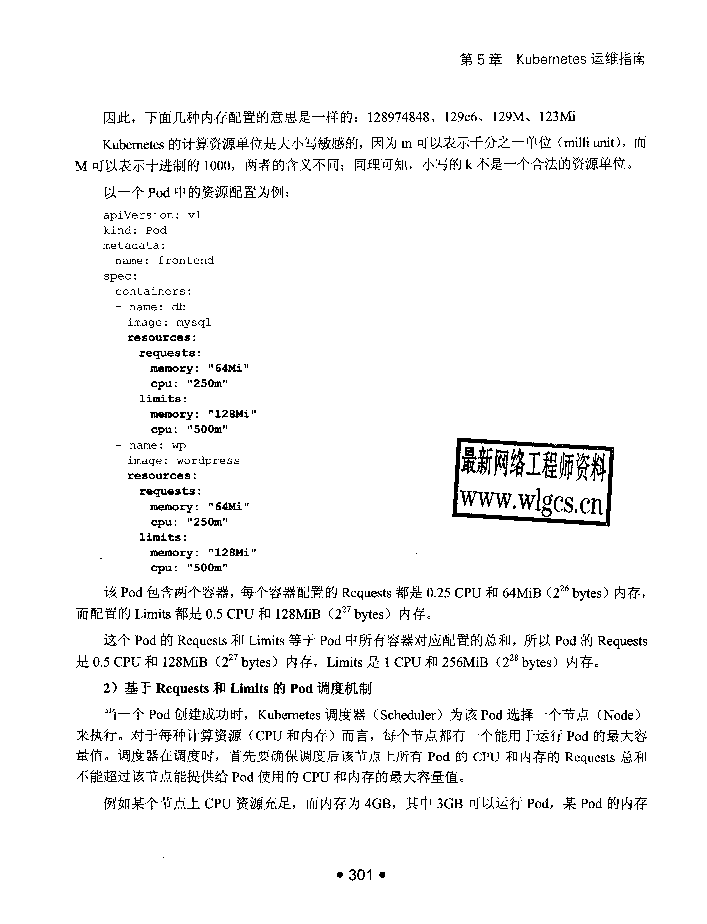 第 5 章 Kubernetes 运维指南
因此，下面几种内存配置的意思是一样的：128974848、129e6、129M、123Mi
Kubernetes 的计算资源单位是大小写敏感的，因为 m 可以表示千分之一单位（milli unit），而
M 可以表示十进制的 1000，两者的含义不同；同理可知，小写的 k 不是一个合法的资源单位。
以一个 Pod 中的资源配置为例：
apiVersion: v1
kind: Pod
metadata:
  name: frontend
spec:
  containers:
  - name: db
    image: mysql
    resources:
      requests:
        memory: "64Mi"
        cpu: "250m"
      limits:
        memory: "128Mi"
        cpu: "500m"
  - name: wp
    image: wordpress
    resources:
      requests:
        memory: "64Mi"
        cpu: "250m"
      limits:
        memory: "128Mi"
        cpu: "500m"
最新网络工程师资料
www.wlgcs.cn
该 Pod 包含两个容器，每个容器配置的 Requests 都是 0.25 CPU 和 64MiB（2²⁶ bytes）内存，
而配置的 Limits 都是 0.5 CPU 和 128MiB（2²⁷ bytes）内存。
这个 Pod 的 Requests 和 Limits 等于 Pod 中所有容器对应配置的总和，所以 Pod 的 Requests
是 0.5 CPU 和 128MiB（2²⁷ bytes）内存，Limits 是 1 CPU 和 256MiB（2²⁸ bytes）内存。
2）基于 Requests 和 Limits 的 Pod 调度机制
当一个 Pod 创建成功时，Kubernetes 调度器（Scheduler）为该 Pod 选择一个节点（Node）
来执行。对于每种计算资源（CPU 和内存）而言，每个节点都有一个能用于运行 Pod 的最大容
量值。调度器在调度时，首先要确保调度后该节点上所有 Pod 的 CPU 和内存的 Requests 总和
不能超过该节点能提供给 Pod 使用的 CPU 和内存的最大容量值。
例如某个节点上 CPU 资源充足，而内存为 4GB，其中 3GB 可以运行 Pod，某 Pod 的内存
• 301 •